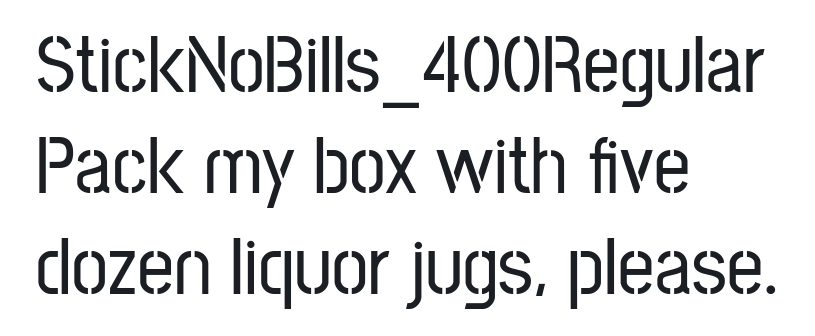 StickNoBills_400Regular
Pack my box with five
dozen liquor jugs, please.